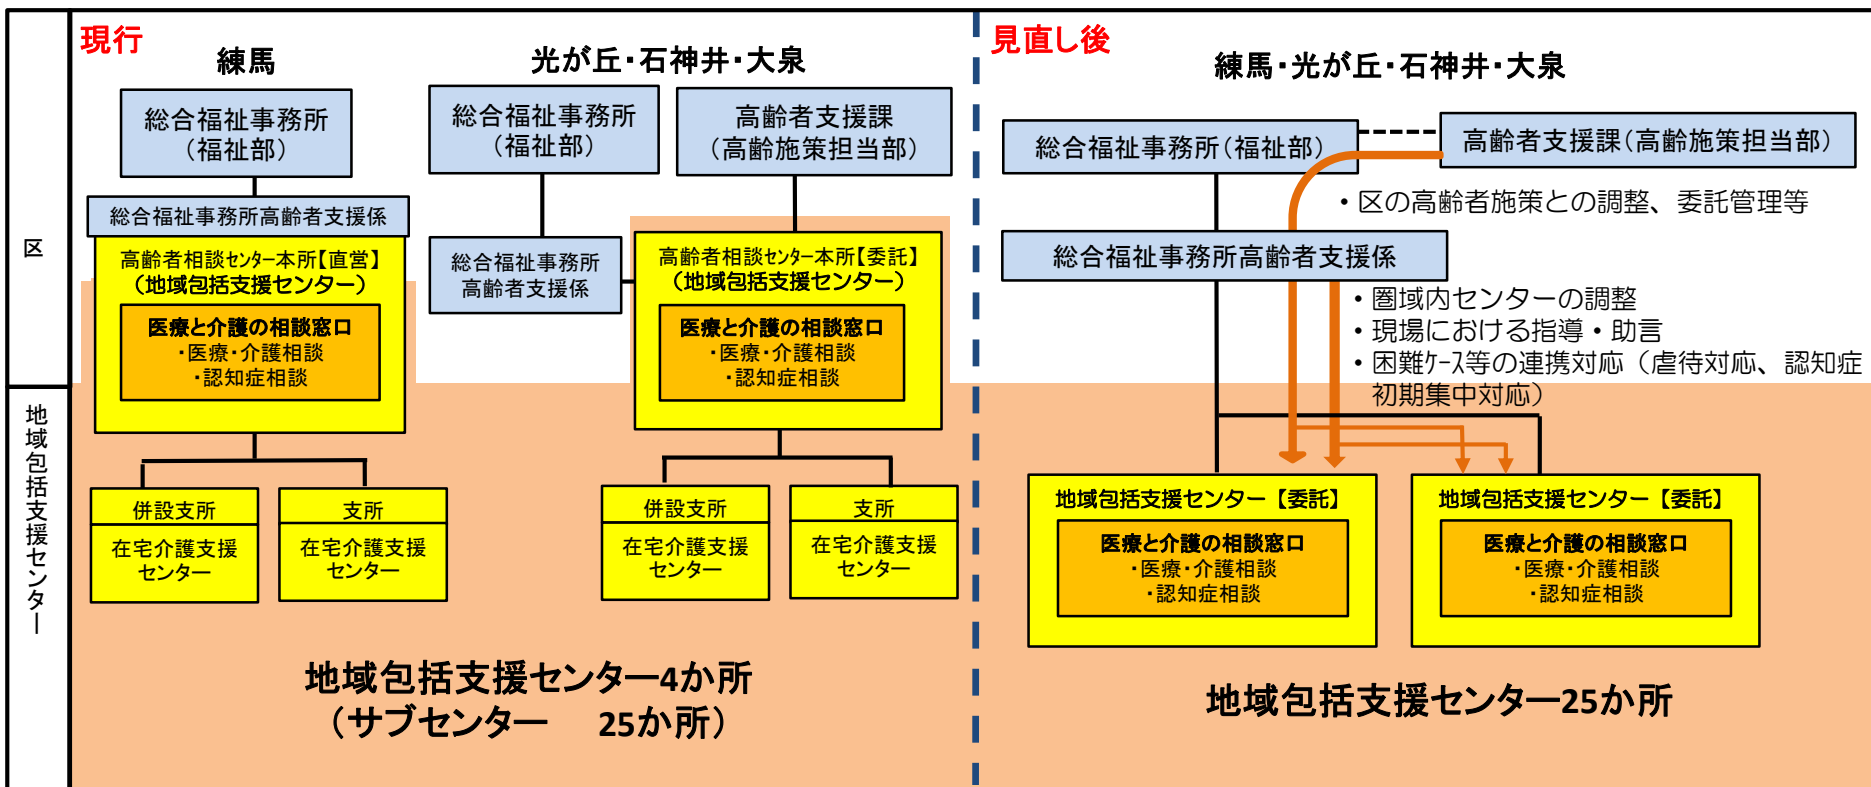 区
地域包括支援センター
現行
練馬
総合福祉事務所
(福祉部)
総合福祉事務所高齢者支援係
高齢者相談ｾﾝﾀｰ本所【直営】
(地域包括支援センター)
医療と介護の相談窓口
・医療・介護相談
・認知症相談
併設支所
在宅介護支援
センター
支所
在宅介護支援
センター
光が丘・石神井・大泉
総合福祉事務所
(福祉部)
高齢者支援課
(高齢施策担当部)
総合福祉事務所
高齢者支援係
高齢者相談ｾﾝﾀｰ本所【委託】
(地域包括支援センター)
医療と介護の相談窓口
・医療・介護相談
・認知症相談
併設支所
在宅介護支援
センター
支所
在宅介護支援
センター
地域包括支援センター4か所
(サブセンター　25か所)
見直し後
練馬・光が丘・石神井・大泉
総合福祉事務所(福祉部)
高齢者支援課(高齢施策担当部)
・区の高齢者施策との調整、委託管理等
総合福祉事務所高齢者支援係
・圏域内センターの調整
・現場における指導・助言
・困難ｹｰｽ等の連携対応（虐待対応、認知症
初期集中対応）
地域包括支援センター【委託】
医療と介護の相談窓口
・医療・介護相談
・認知症相談
地域包括支援センター【委託】
医療と介護の相談窓口
・医療・介護相談
・認知症相談
地域包括支援センター25か所